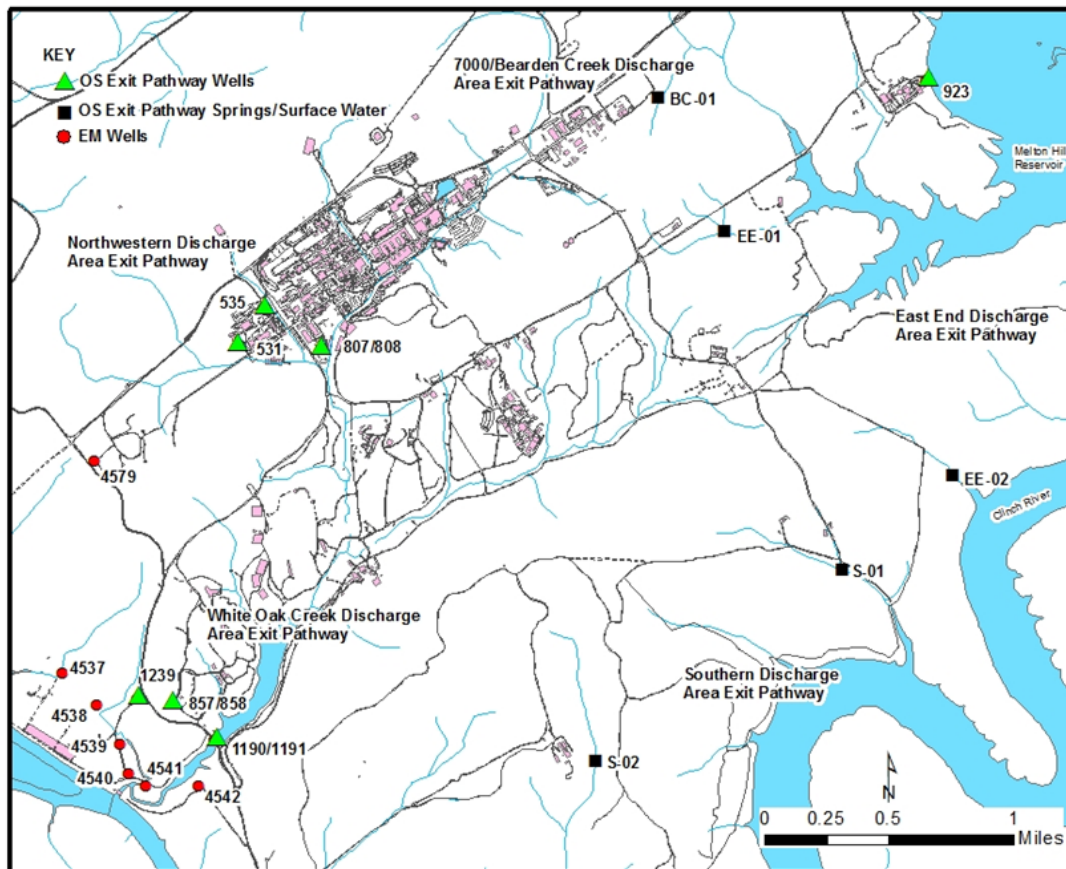 KEY
OS Exit Pathway Wells
OS Exit Pathway Springs/Surface Water
EM Wells
7000/Bearden Creek Discharge
Area Exit Pathway
BC-01
923
Melton Hill
Reservoir
Northwestern Discharge
Area Exit Pathway
EE-01
535
531
807/808
East End Discharge
Area Exit Pathway
4579
EE-02
Clinch River
S-01
White Oak Creek Discharge
Area Exit Pathway
4537
1239
857/858
4538
Southern Discharge
Area Exit Pathway
4539
1190/1191
4540
4541
4542
S-02
N
0 0.25 0.5 1
Miles